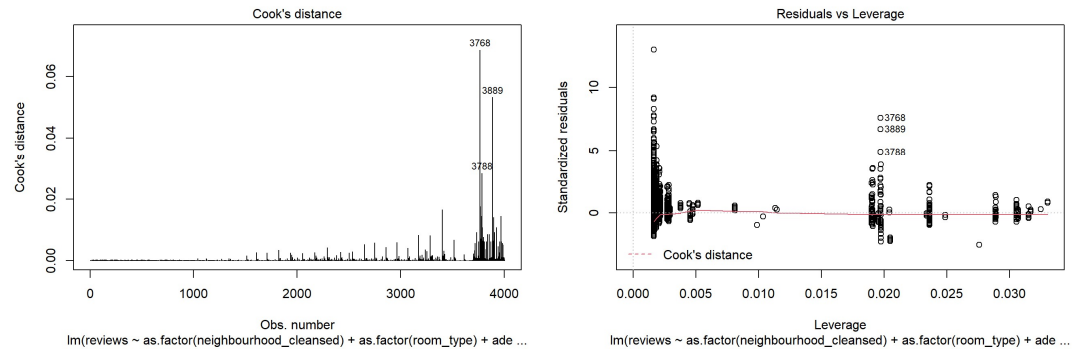 Cook's distance
Cook's distance
0.00
0.02
0.04
0.06
3768
3889
3788
0
1000
2000
3000
4000
Obs. number
lm(reviews ~ as.factor(neighbourhood_cleansed) + as.factor(room_type) + ade ...
Residuals vs Leverage
Standardized residuals
0
5
10
3768
3889
3788
Cook's distance
0.000
0.005
0.010
0.015
0.020
0.025
0.030
Leverage
lm(reviews ~ as.factor(neighbourhood_cleansed) + as.factor(room_type) + ade ...